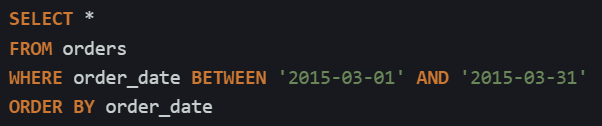 SELECT *
FROM orders
WHERE order_date BETWEEN '2015-03-01' AND '2015-03-31'
ORDER BY order_date